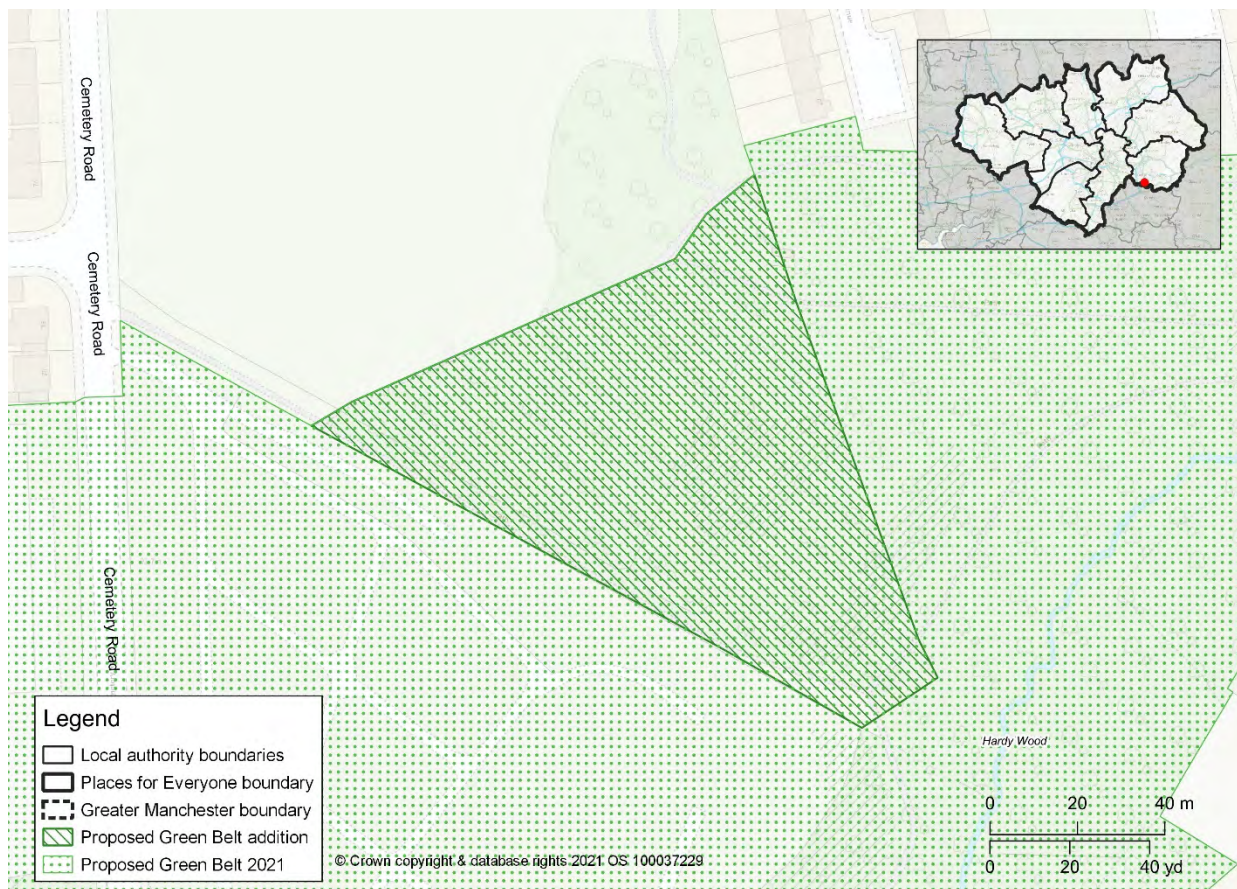 Cemetery Road
Cemetery Road
Cemetery Road
Hardy Wood
Legend
Local authority boundaries
Places for Everyone boundary
Greater Manchester boundary
Proposed Green Belt addition
Proposed Green Belt 2021
© Crown copyright & database rights 2021 OS 100037229
0 20 40 m
0 20 40 yd